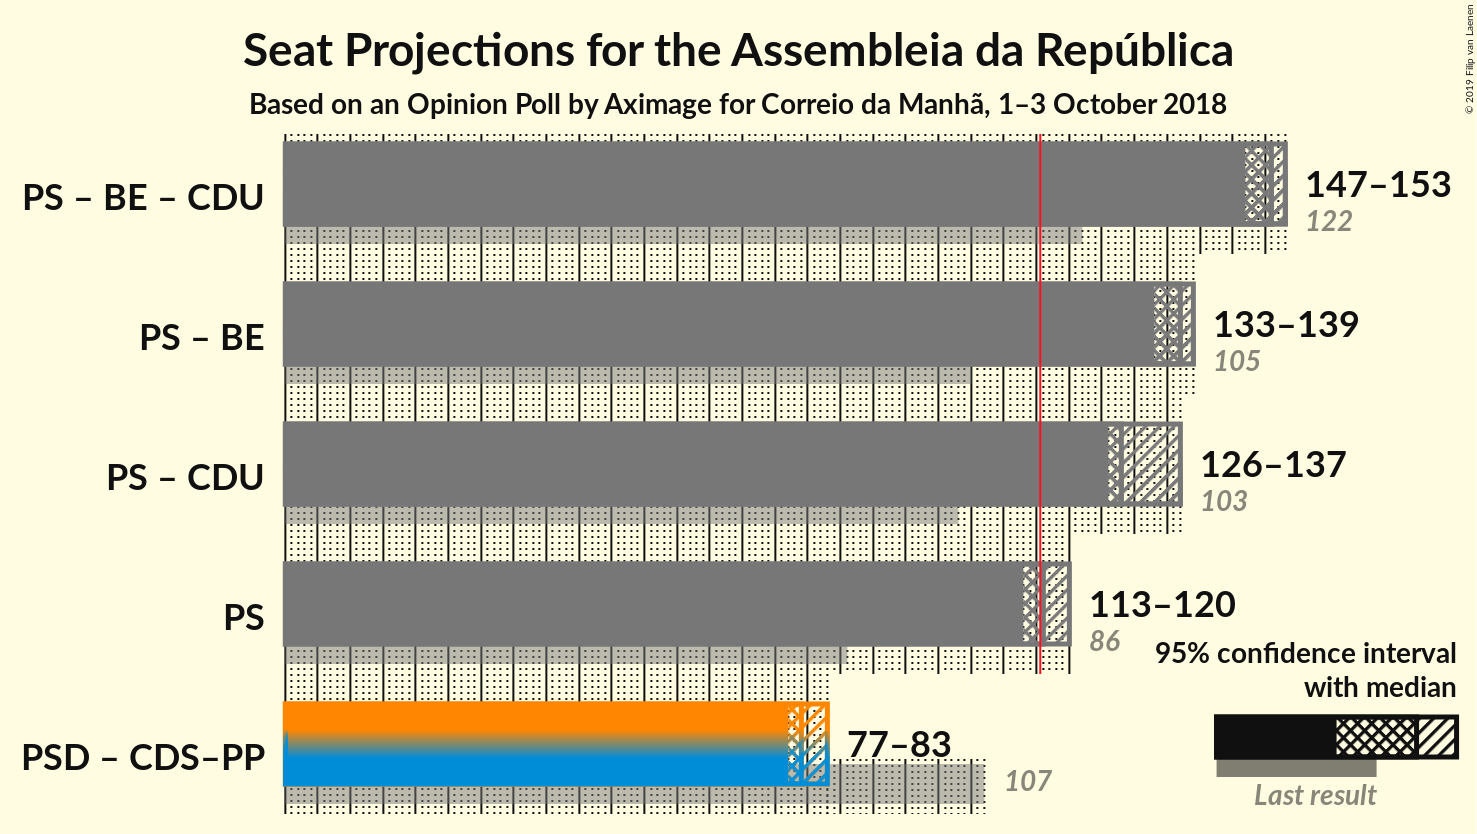 Seat Projections for the Assembleia da República
Based on an Opinion Poll by Aximage for Correio da Manhã, 1–3 October 2018
© 2019 Filip van Laenen
PS – BE – CDU
147–153
122
PS – BE
133–139
105
PS – CDU
126–137
103
PS
113–120
86
PSD – CDS–PP
77–83
107
95% confidence interval
with median
Last result